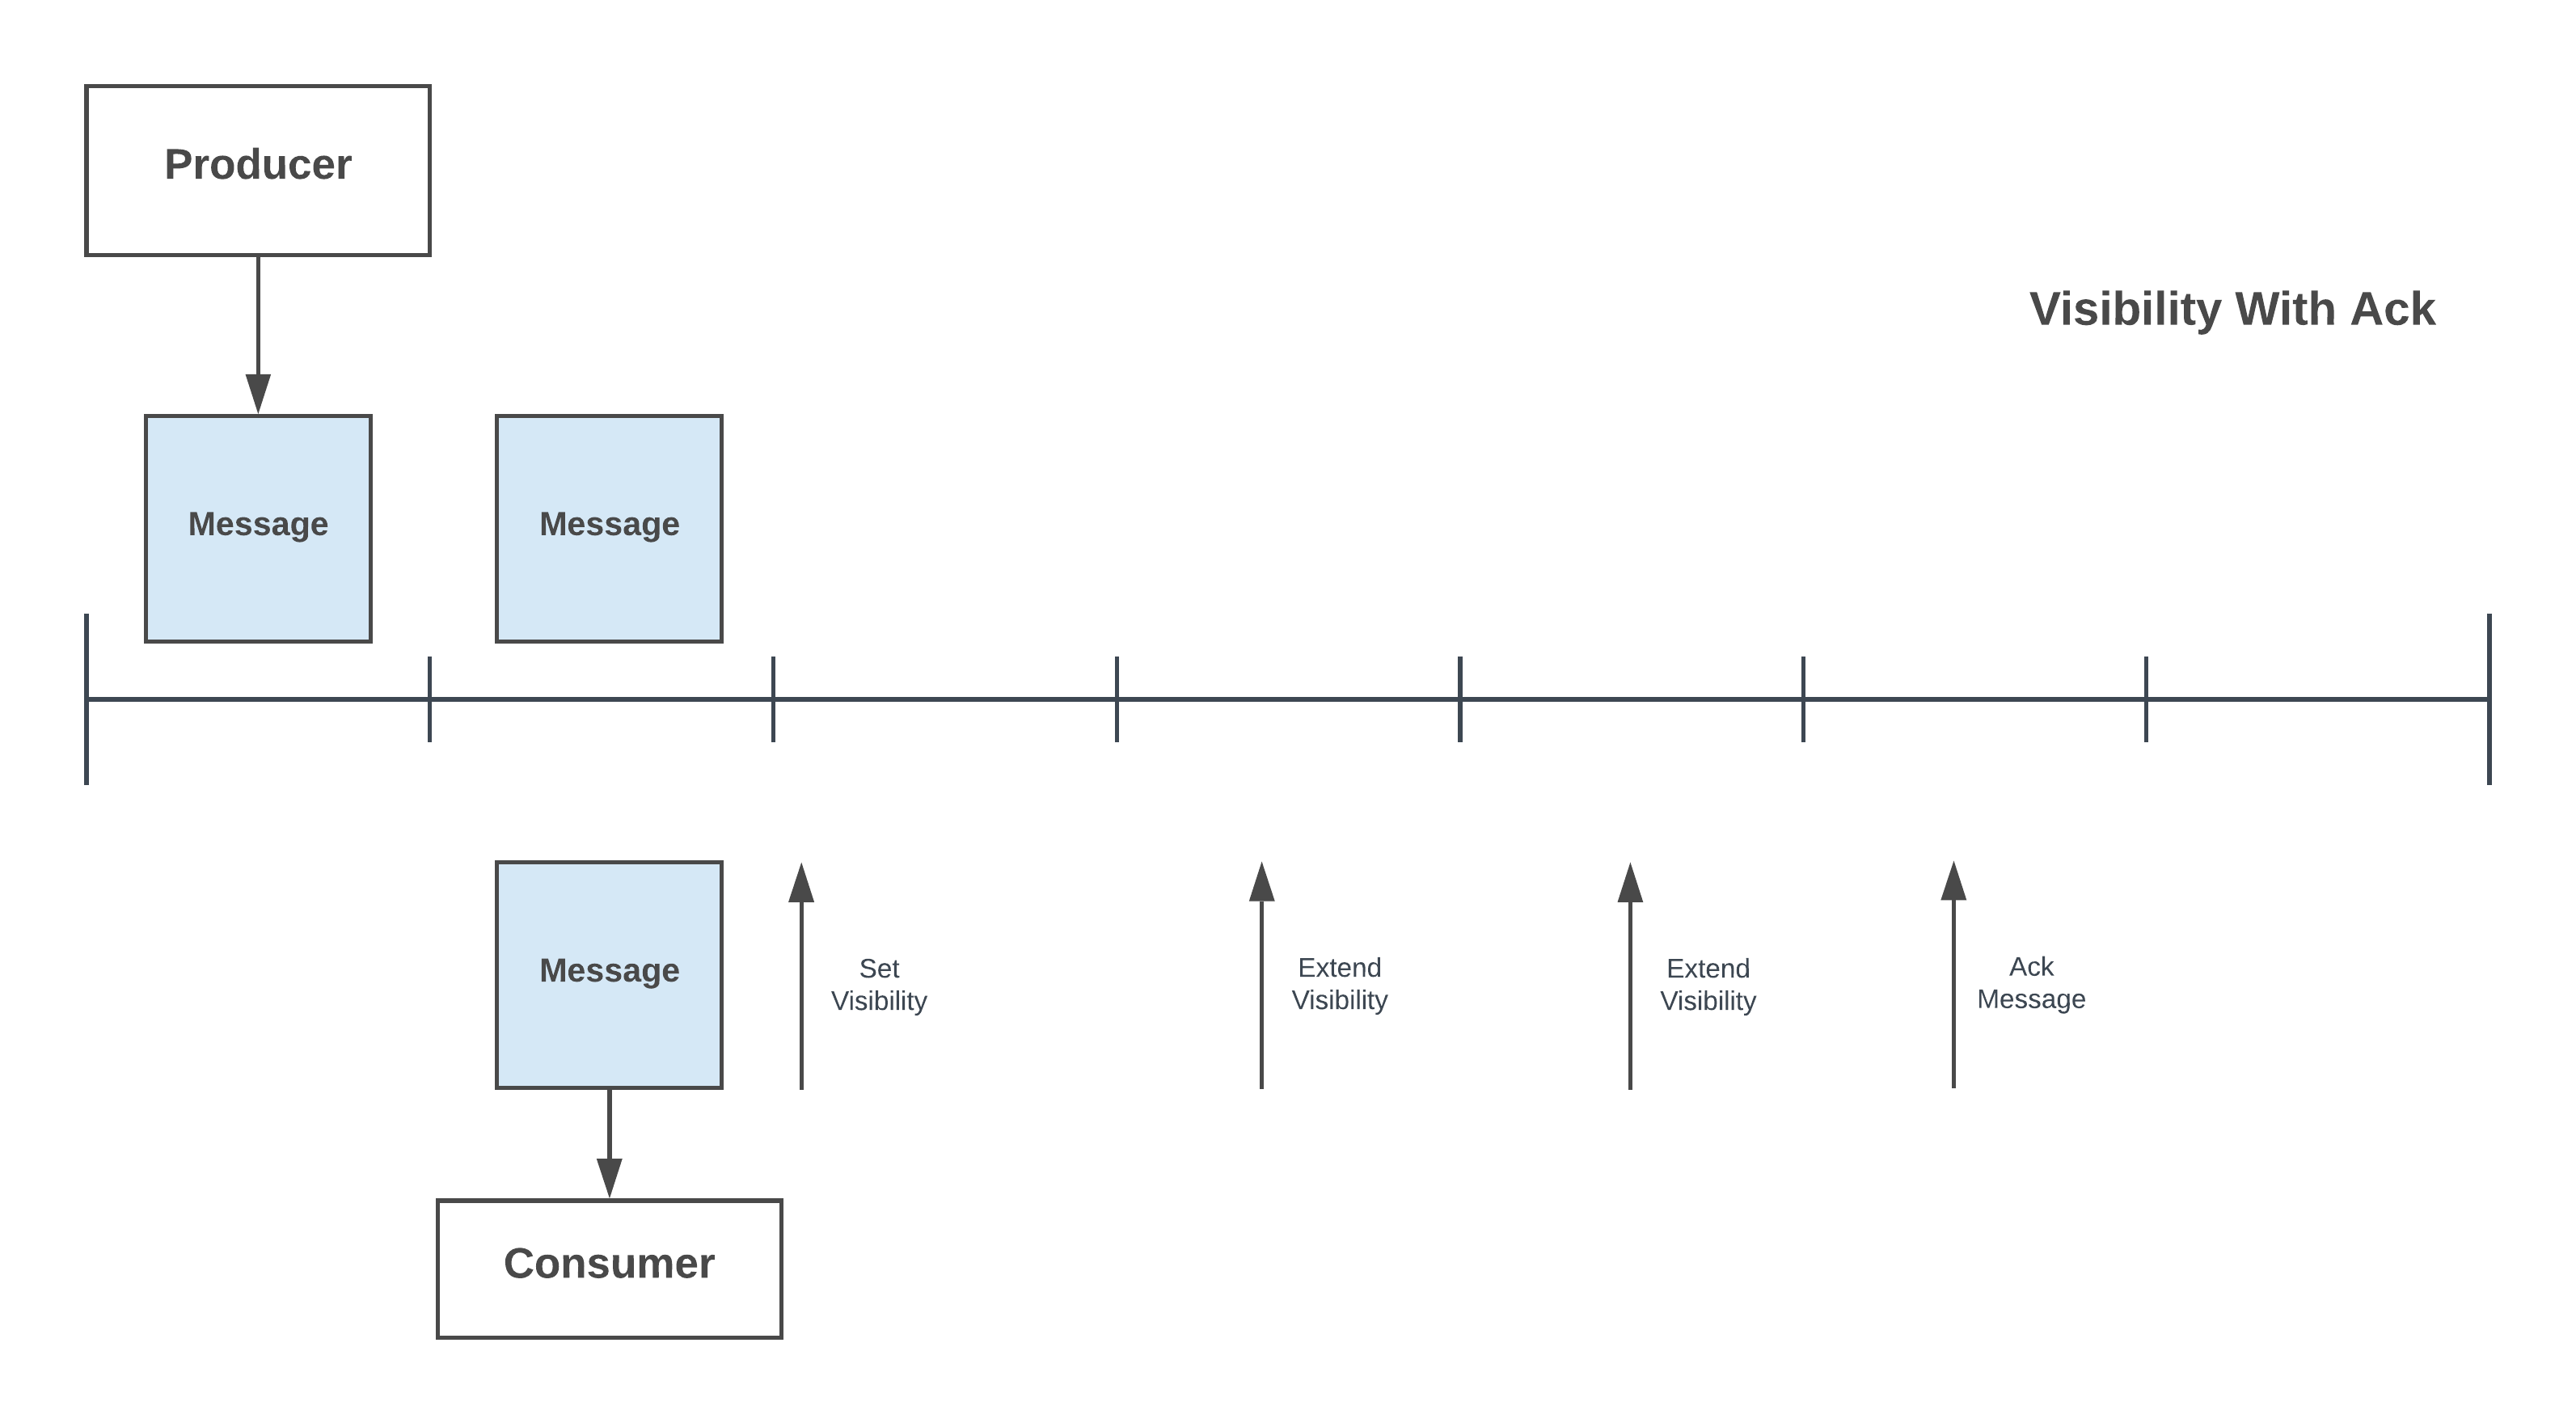 Producer
Visibility With Ack
Message
Message
Message
Set
Visibility
Extend
Visibility
Extend
Visibility
Ack
Message
Consumer